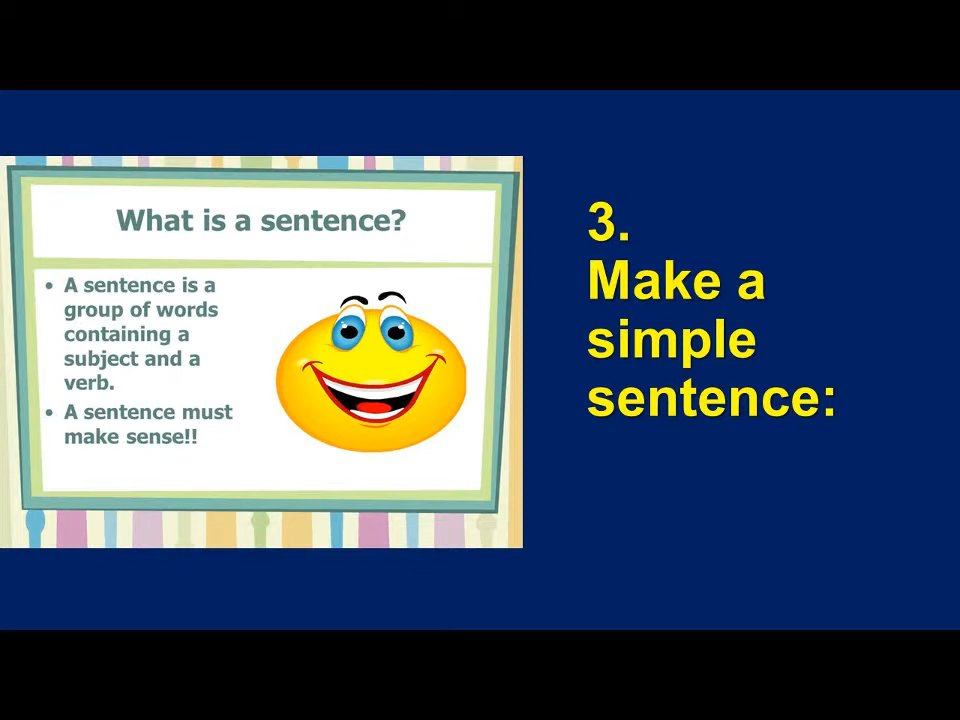 What is a sentence?
• A sentence is a
group of words
containing a
subject and a
verb.
• A sentence must
make sense!!
3.
Make a
simple
sentence: